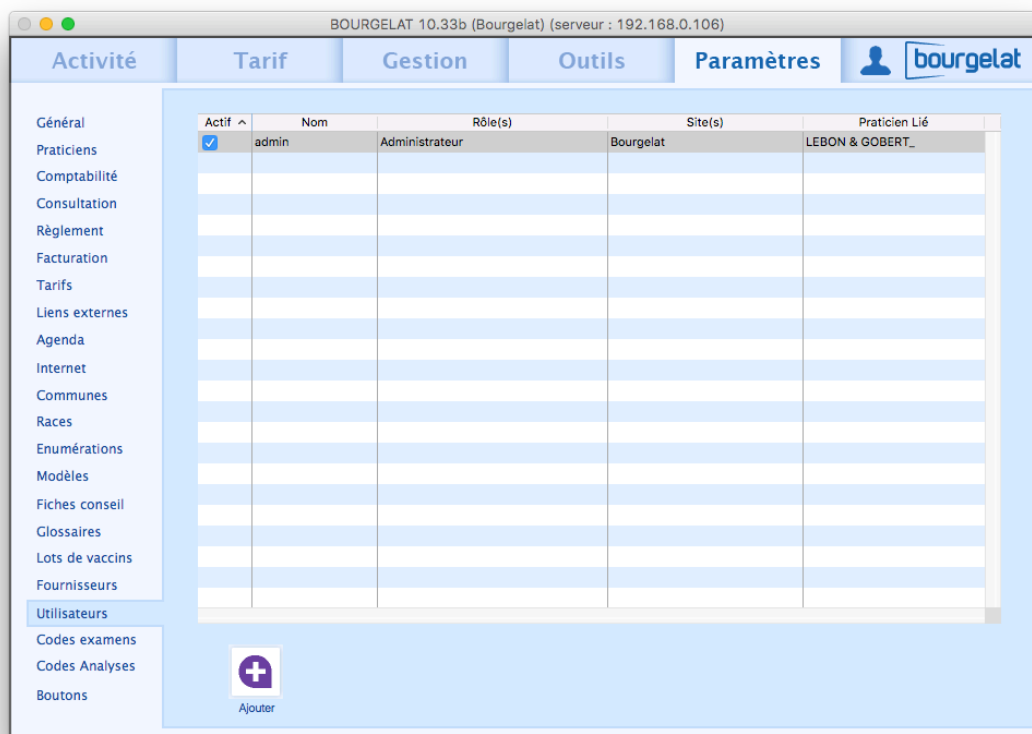 BOURGELAT 10.33b (Bourgelat) (serveur : 192.168.0.106)
Activité Tarif Gestion Outils Paramètres bourgelat
Général
Praticiens
Comptabilité
Consultation
Règlement
Facturation
Tarifs
Liens externes
Agenda
Internet
Communes
Races
Enumérations
Modèles
Fiches conseil
Glossaires
Lots de vaccins
Fournisseurs
Utilisateurs
Codes examens
Codes Analyses
Boutons
Actif Nom Rôle(s) Site(s) Praticien Lié
admin Administrateur Bourgelat LEBON & GOBERT_
Ajouter